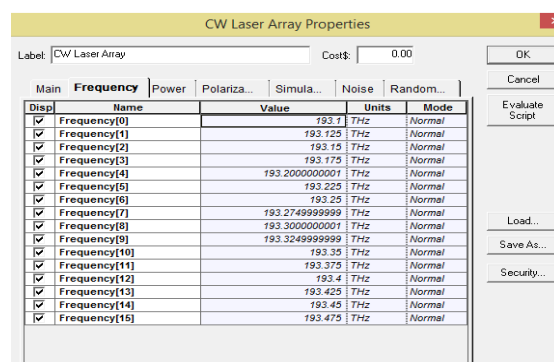 CW Laser Array Properties
Label: CW Laser Array Cost$: 0.00 OK
Main Frequency Power Polariza... Simula... Noise Random... Cancel
Disp Name Value Units Mode Evaluate Script
Frequency[0] 193.1 THz Normal
Frequency[1] 193.125 THz Normal
Frequency[2] 193.15 THz Normal
Frequency[3] 193.175 THz Normal
Frequency[4] 193.2000000001 THz Normal
Frequency[5] 193.225 THz Normal
Frequency[6] 193.25 THz Normal
Frequency[7] 193.2749999999 THz Normal
Frequency[8] 193.3000000001 THz Normal
Frequency[9] 193.3249999999 THz Normal
Frequency[10] 193.35 THz Normal
Frequency[11] 193.375 THz Normal
Frequency[12] 193.4 THz Normal
Frequency[13] 193.425 THz Normal
Frequency[14] 193.45 THz Normal
Frequency[15] 193.475 THz Normal
Load...
Save As...
Security...